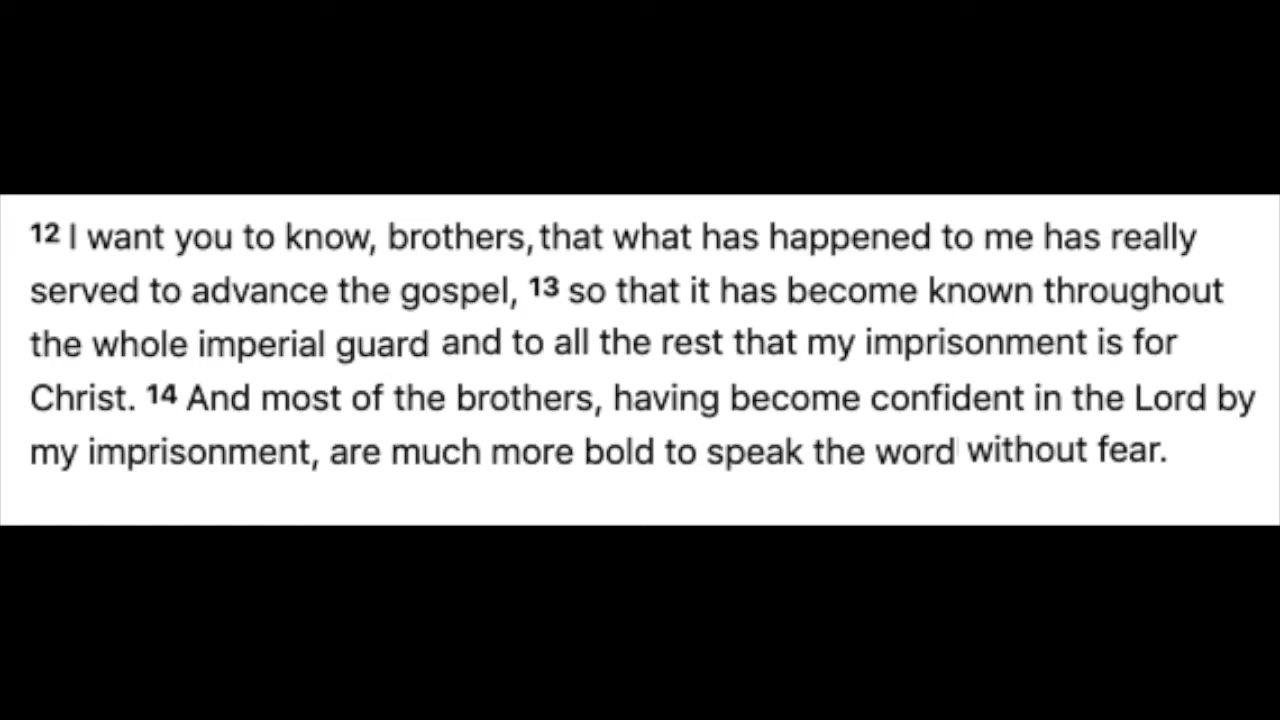 12 I want you to know, brothers, that what has happened to me has really
served to advance the gospel, 13 so that it has become known throughout
the whole imperial guard and to all the rest that my imprisonment is for
Christ. 14 And most of the brothers, having become confident in the Lord by
my imprisonment, are much more bold to speak the word without fear.